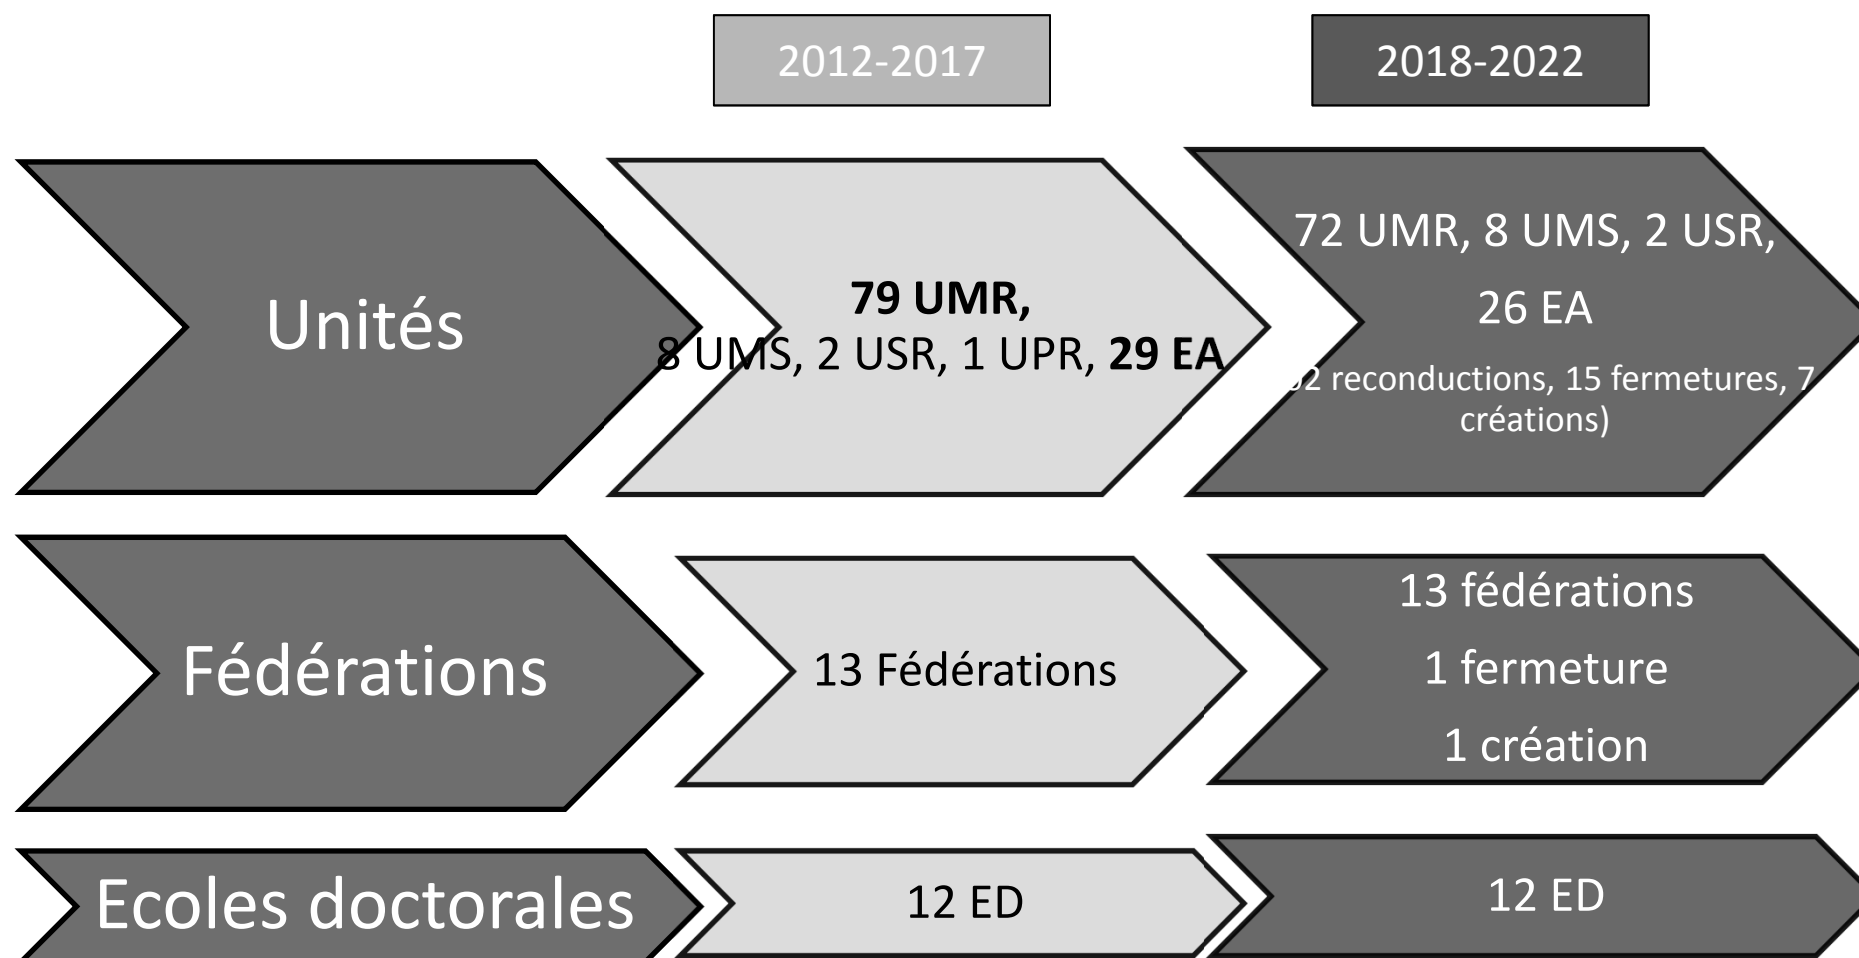 2012-2017
2018-2022
Unités
79 UMR,
8 UMS, 2 USR, 1 UPR, 29 EA
72 UMR, 8 UMS, 2 USR,
26 EA
reconductions, 15 fermetures, 7
créations)
Fédérations
13 Fédérations
13 fédérations
1 fermeture
1 création
Ecoles doctorales
12 ED
12 ED